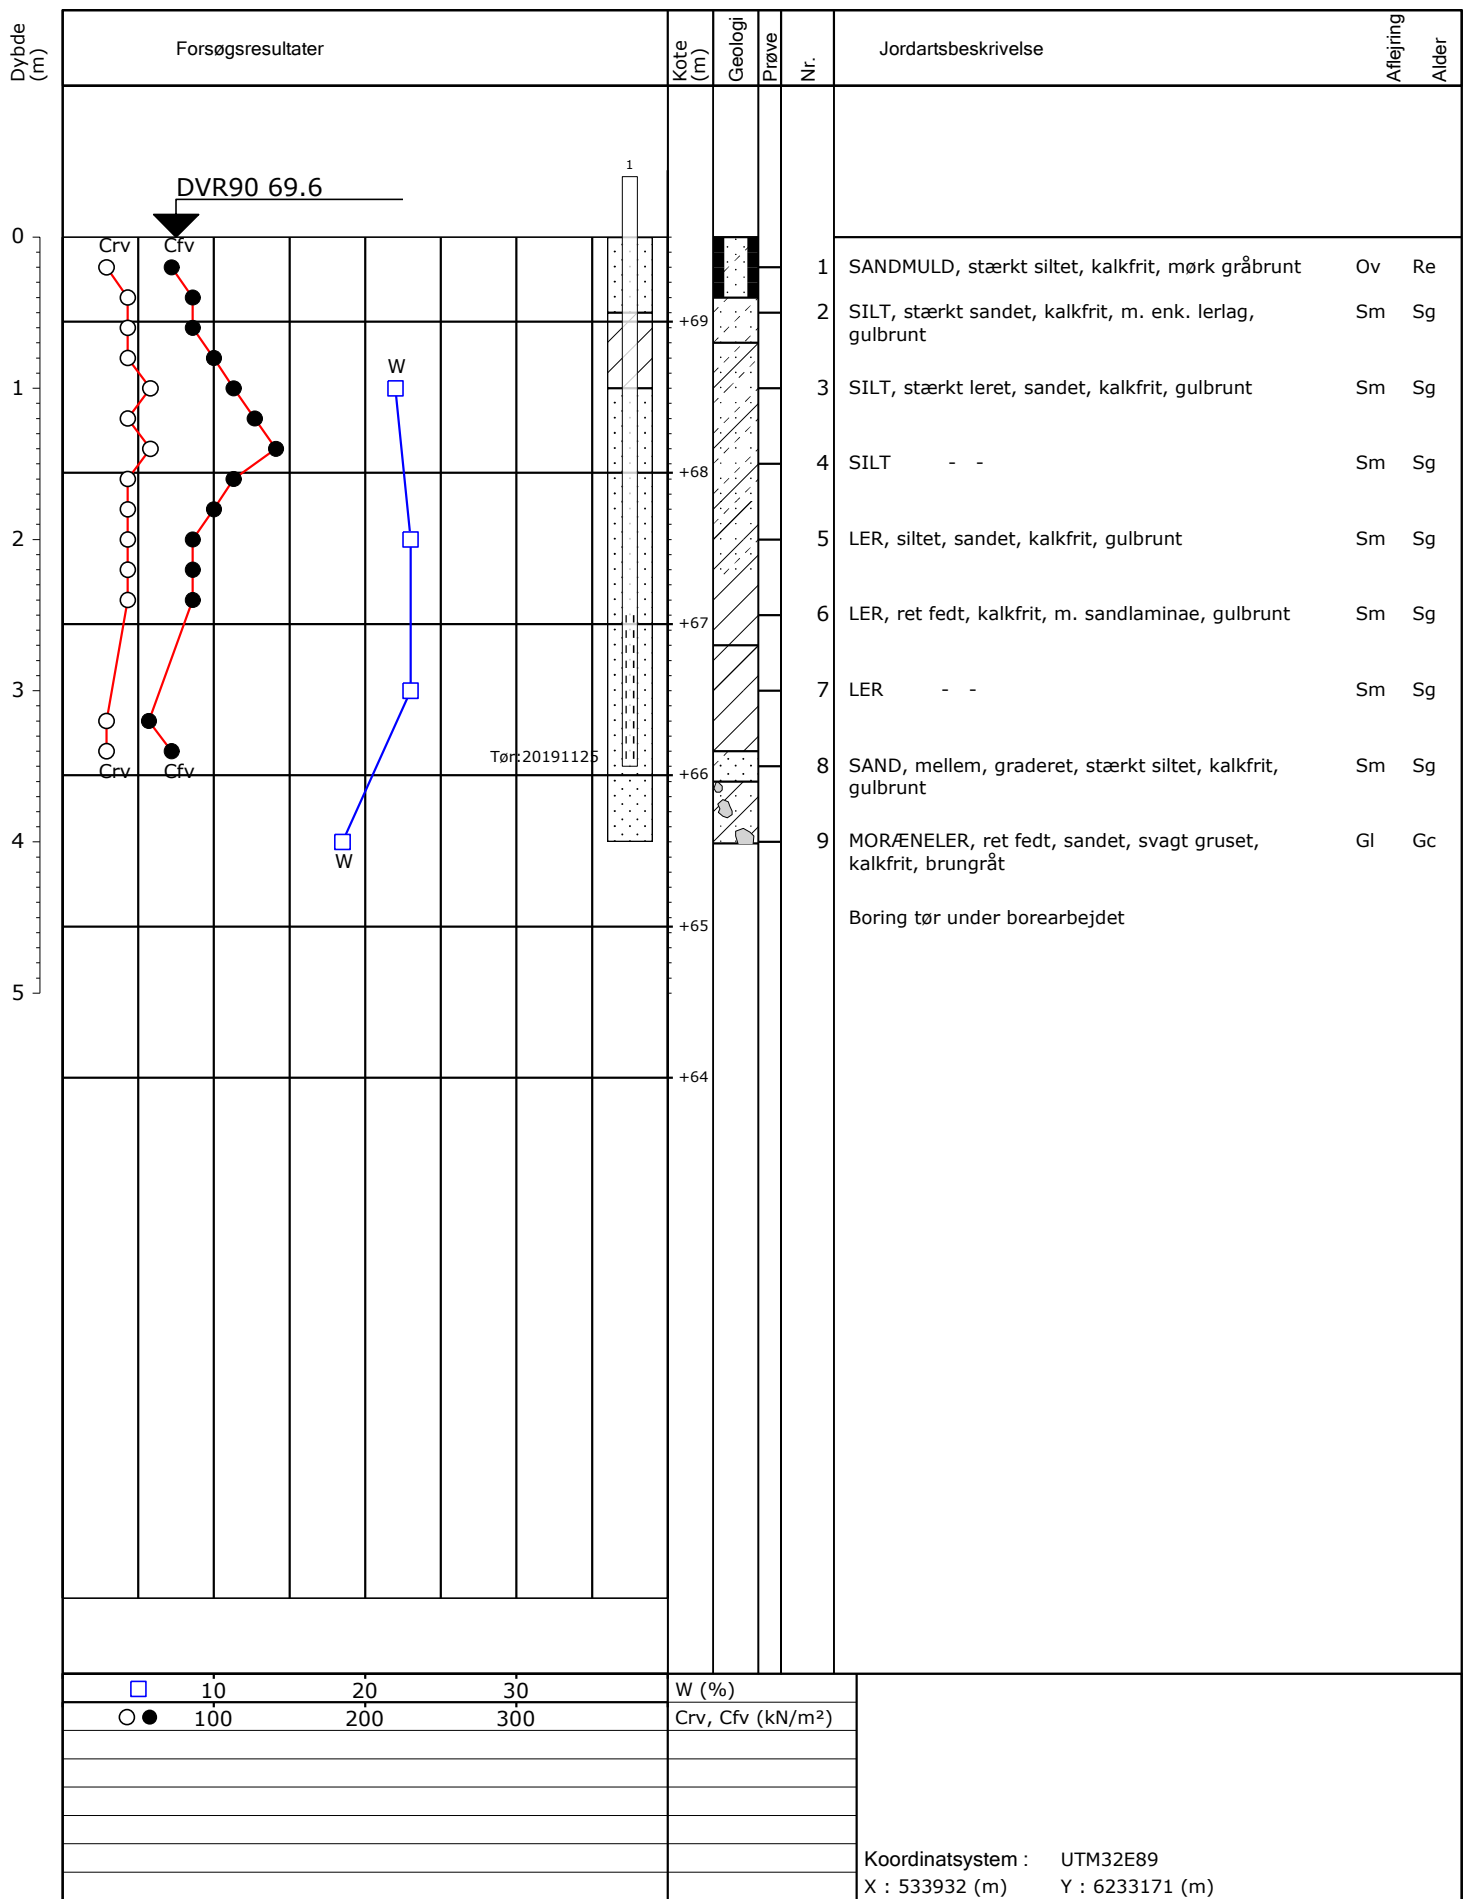 Dybde (m)
Forsøgsresultater
Kote (m)
Geologi
Prøve
Nr.
Jordartsbeskrivelse
Aflejring
Alder
1
DVR90 69.6
0
Crv Cfv
1 SANDMULD, stærkt siltet, kalkfrit, mørk gråbrunt Ov Re
+69
2 SILT, stærkt sandet, kalkfrit, m. enk. lerlag, Sm Sg
gulbrunt
W
1
3 SILT, stærkt leret, sandet, kalkfrit, gulbrunt Sm Sg
+68
4 SILT - - Sm Sg
2
5 LER, siltet, sandet, kalkfrit, gulbrunt Sm Sg
+67
6 LER, ret fedt, kalkfrit, m. sandlaminae, gulbrunt Sm Sg
3
7 LER - - Sm Sg
Tør:20191125
Crv Cfv
+66
8 SAND, mellem, graderet, stærkt siltet, kalkfrit, Sm Sg
gulbrunt
4
W
9 MORÆNELER, ret fedt, sandet, svagt gruset, Gl Gc
kalkfrit, brungråt
+65
Boring tør under borearbejdet
5
+64
10 20 30 W (%)
100 200 300 Crv, Cfv (kN/m²)
Koordinatsystem : UTM32E89
X : 533932 (m) Y : 6233171 (m)